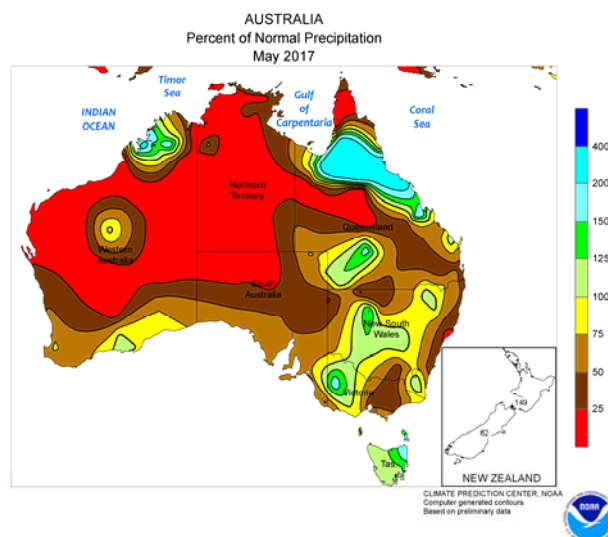 AUSTRALIA
Percent of Normal Precipitation
May 2017
Timor
Sea
INDIAN
OCEAN
Gulf
of
Carpentaria
Coral
Sea
Northern
Territory
Queensland
Western
Australia
South
Australia
New South
Wales
Victoria
Tas.
400
200
150
125
100
75
50
25
149
62
NEW ZEALAND
CLIMATE PREDICTION CENTER, NOAA
Computer generated contours
Based on preliminary data
NOAA